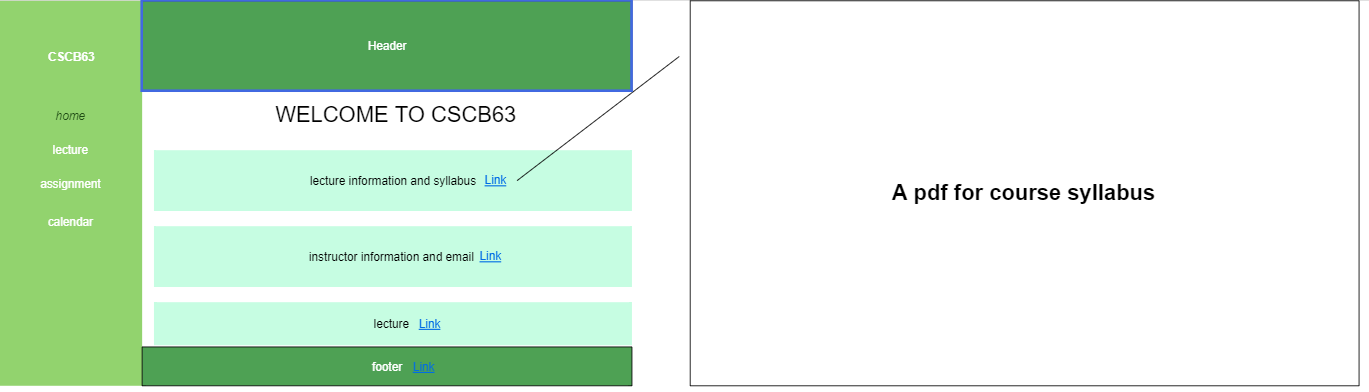 CSCB63
home
lecture
assignment
calendar
Header
WELCOME TO CSCB63
lecture information and syllabus Link
instructor information and email Link
lecture Link
footer Link
A pdf for course syllabus